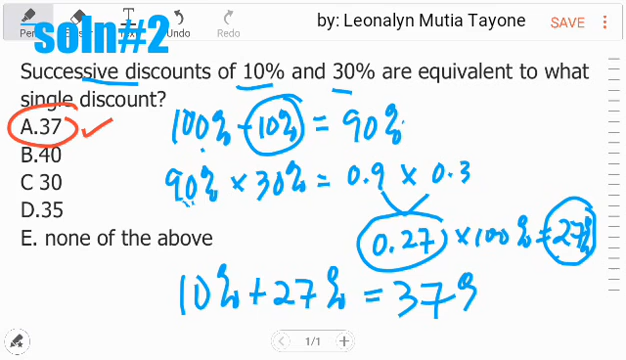 by: Leonalyn Mutia Tayone
SAVE
soln#2
Pen
Eraser
Text
Undo
Redo
Successive discounts of 10% and 30% are equivalent to what
single discount?
A.37
B.40
C 30
D.35
E. none of the above
100% - 10% = 90%
90% × 30% = 0.9 × 0.3
0.27 × 100% = 27%
10% + 27% = 37%
1/1